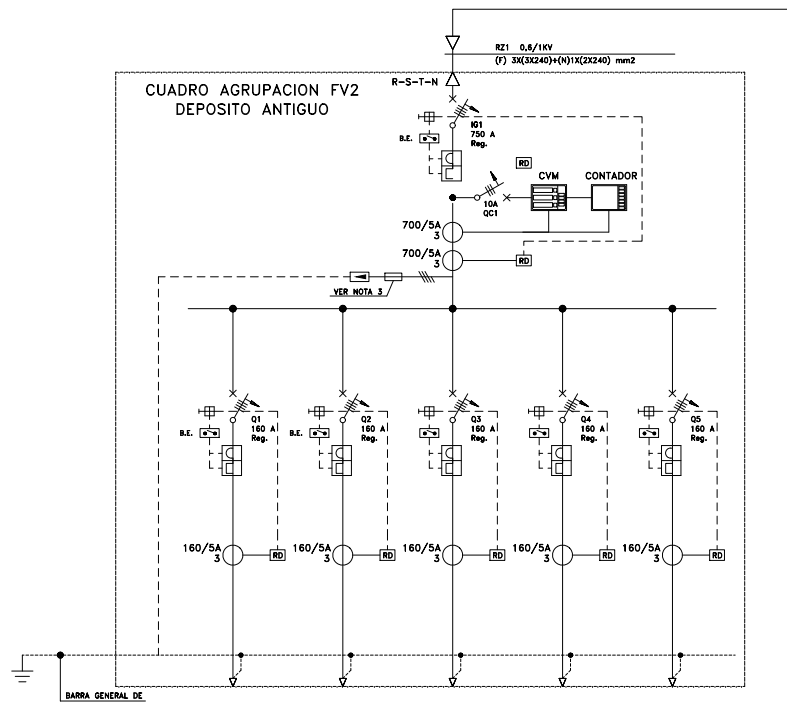 RZ1 0,6/1KV
(F) 3X(3X240)+(N)1X(2X240) mm2
CUADRO AGRUPACION FV2
DEPOSITO ANTIGUO
R-S-T-N
IG1
750 A
Reg.
B.E.
RD
CVM
CONTADOR
10A
QC1
700/5A
3
700/5A
3
RD
VER NOTA 3
Q1
160 A
Reg.
B.E.
Q2
160 A
Reg.
B.E.
Q3
160 A
Reg.
Q4
160 A
Reg.
Q5
160 A
Reg.
160/5A
3
RD
160/5A
3
RD
160/5A
3
RD
160/5A
3
RD
160/5A
3
RD
BARRA GENERAL DE